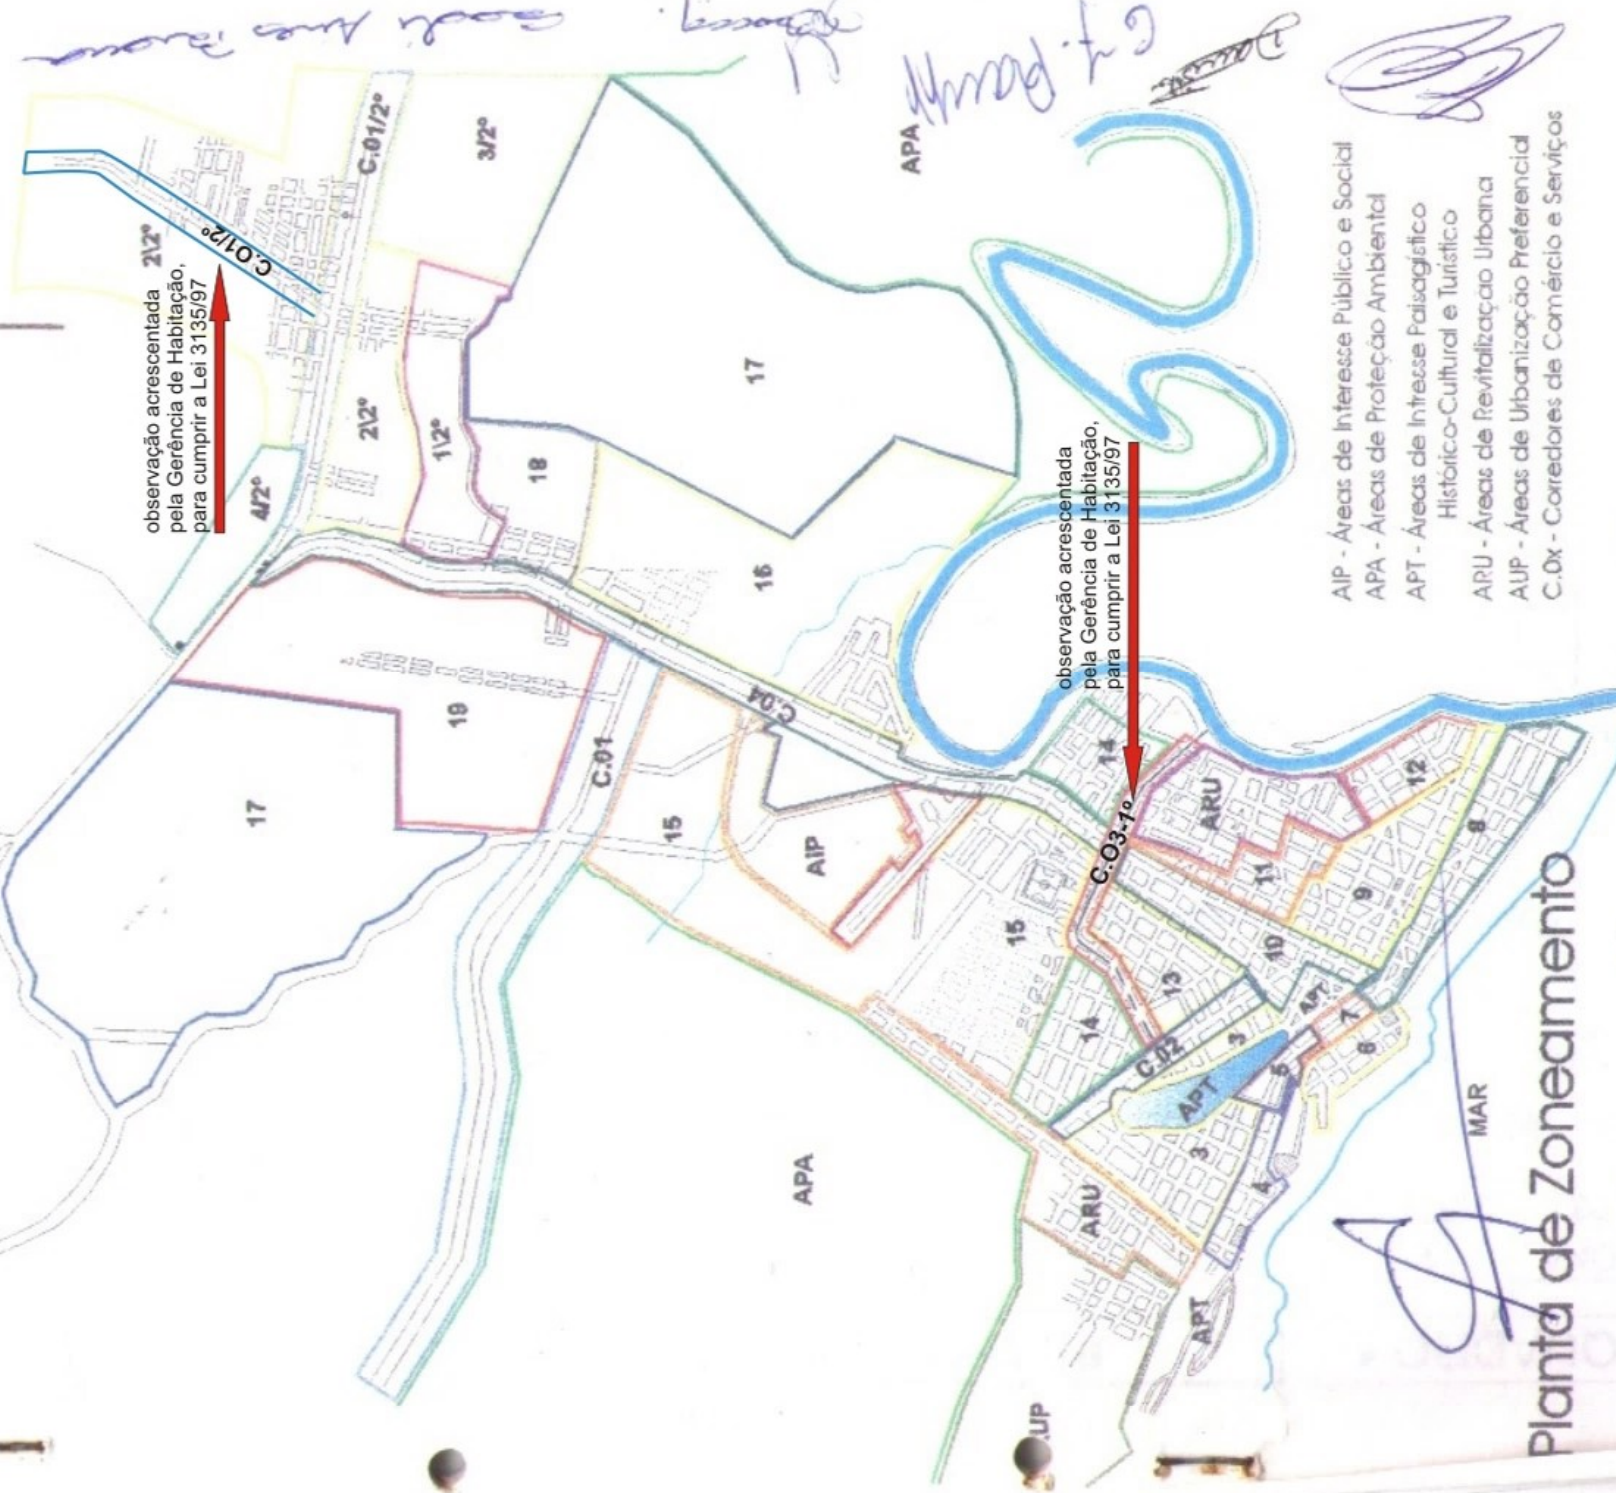 observação acrescentada
pela Gerência de Habitação,
para cumprir a Lei 3135/97
2\2º
C.O1/2º
C.01/2º
3/2º
4/2º
2\2º
1\2º
18
17
16
19
17
C.01
C.04
15
AIP
APA
observação acrescentada
pela Gerência de Habitação,
para cumprir a Lei 3135/97
14
C.O3-1º
ARU
12
11
8
9
10
15
13
14
C.02
3
APT
APT
7
6
5
3
4
APA
ARU
APT
UP
MAR
AIP - Áreas de Interesse Público e Social
APA - Áreas de Proteção Ambiental
APT - Áreas de Intresse Paisagístico
Histórico-Cultural e Turístico
ARU - Áreas de Revitalização Urbana
AUP - Áreas de Urbanização Preferencial
C.0x - Corredores de Comércio e Serviços
Planta de Zoneamento